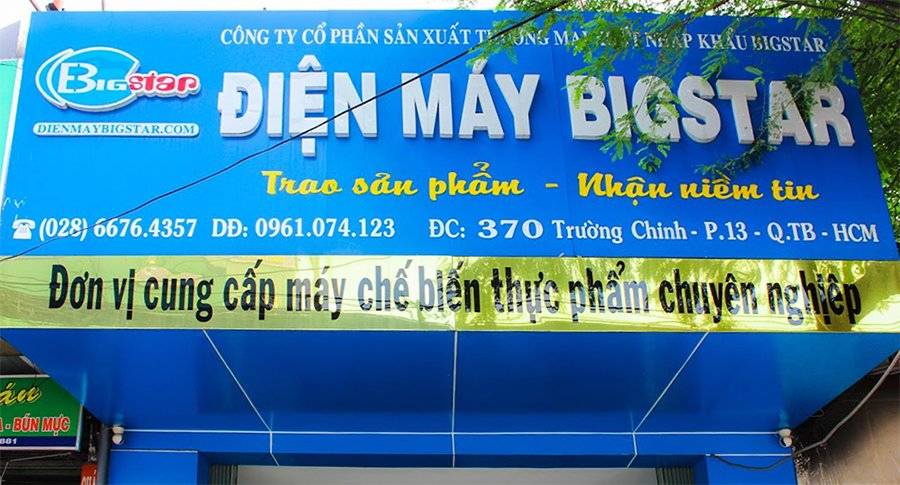 CÔNG TY CỔ PHẦN SẢN XUẤT THƯƠNG MẠI XUẤT NHẬP KHẨU BIGSTAR
BigStar
DIENMAYBIGSTAR.COM
ĐIỆN MÁY BIGSTAR
Trao sản phẩm - Nhận niềm tin
(028) 6676.4357 DĐ: 0961.074.123 ĐC: 370 Trường Chinh - P.13 - Q.TB - HCM
Đơn vị cung cấp máy chế biến thực phẩm chuyên nghiệp
- BÚN MỰC
881